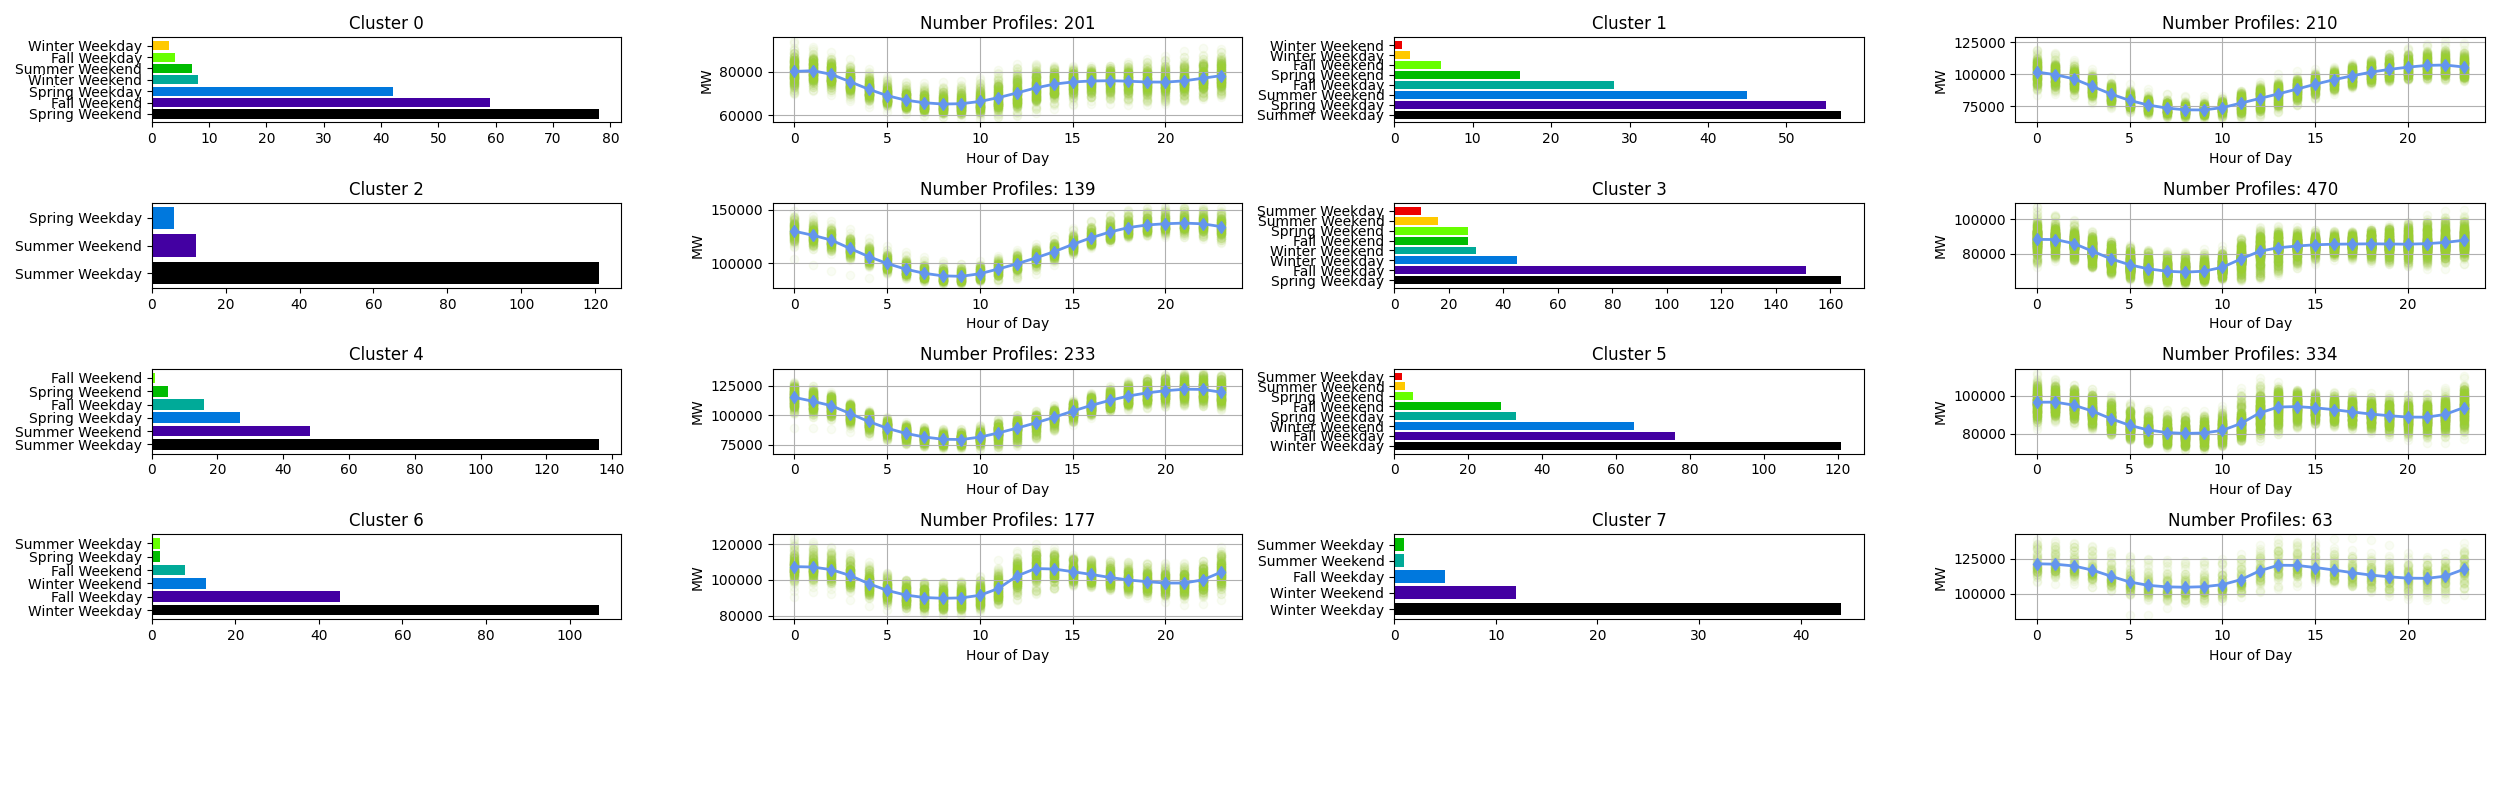 Cluster 0
Winter Weekday
Fall Weekday
Summer Weekend
Winter Weekend
Spring Weekday
Fall Weekend
Spring Weekend
0 10 20 30 40 50 60 70 80
Number Profiles: 201
MW
80000
60000
0 5 10 15 20
Hour of Day
Cluster 1
Winter Weekend
Winter Weekday
Fall Weekend
Spring Weekend
Fall Weekday
Summer Weekend
Spring Weekday
Summer Weekday
0 10 20 30 40 50
Number Profiles: 210
MW
125000
100000
75000
0 5 10 15 20
Hour of Day
Cluster 2
Spring Weekday
Summer Weekend
Summer Weekday
0 20 40 60 80 100 120
Number Profiles: 139
MW
150000
100000
0 5 10 15 20
Hour of Day
Cluster 3
Summer Weekday
Summer Weekend
Spring Weekend
Fall Weekend
Winter Weekend
Winter Weekday
Fall Weekday
Spring Weekday
0 20 40 60 80 100 120 140 160
Number Profiles: 470
MW
100000
80000
0 5 10 15 20
Hour of Day
Cluster 4
Fall Weekend
Spring Weekend
Fall Weekday
Spring Weekday
Summer Weekend
Summer Weekday
0 20 40 60 80 100 120 140
Number Profiles: 233
MW
125000
100000
75000
0 5 10 15 20
Hour of Day
Cluster 5
Summer Weekday
Summer Weekend
Spring Weekend
Fall Weekend
Spring Weekday
Winter Weekend
Fall Weekday
Winter Weekday
0 20 40 60 80 100 120
Number Profiles: 334
MW
100000
80000
0 5 10 15 20
Hour of Day
Cluster 6
Summer Weekday
Spring Weekday
Fall Weekend
Winter Weekend
Fall Weekday
Winter Weekday
0 20 40 60 80 100
Number Profiles: 177
MW
120000
100000
80000
0 5 10 15 20
Hour of Day
Cluster 7
Summer Weekday
Summer Weekend
Fall Weekday
Winter Weekend
Winter Weekday
0 10 20 30 40
Number Profiles: 63
MW
125000
100000
0 5 10 15 20
Hour of Day